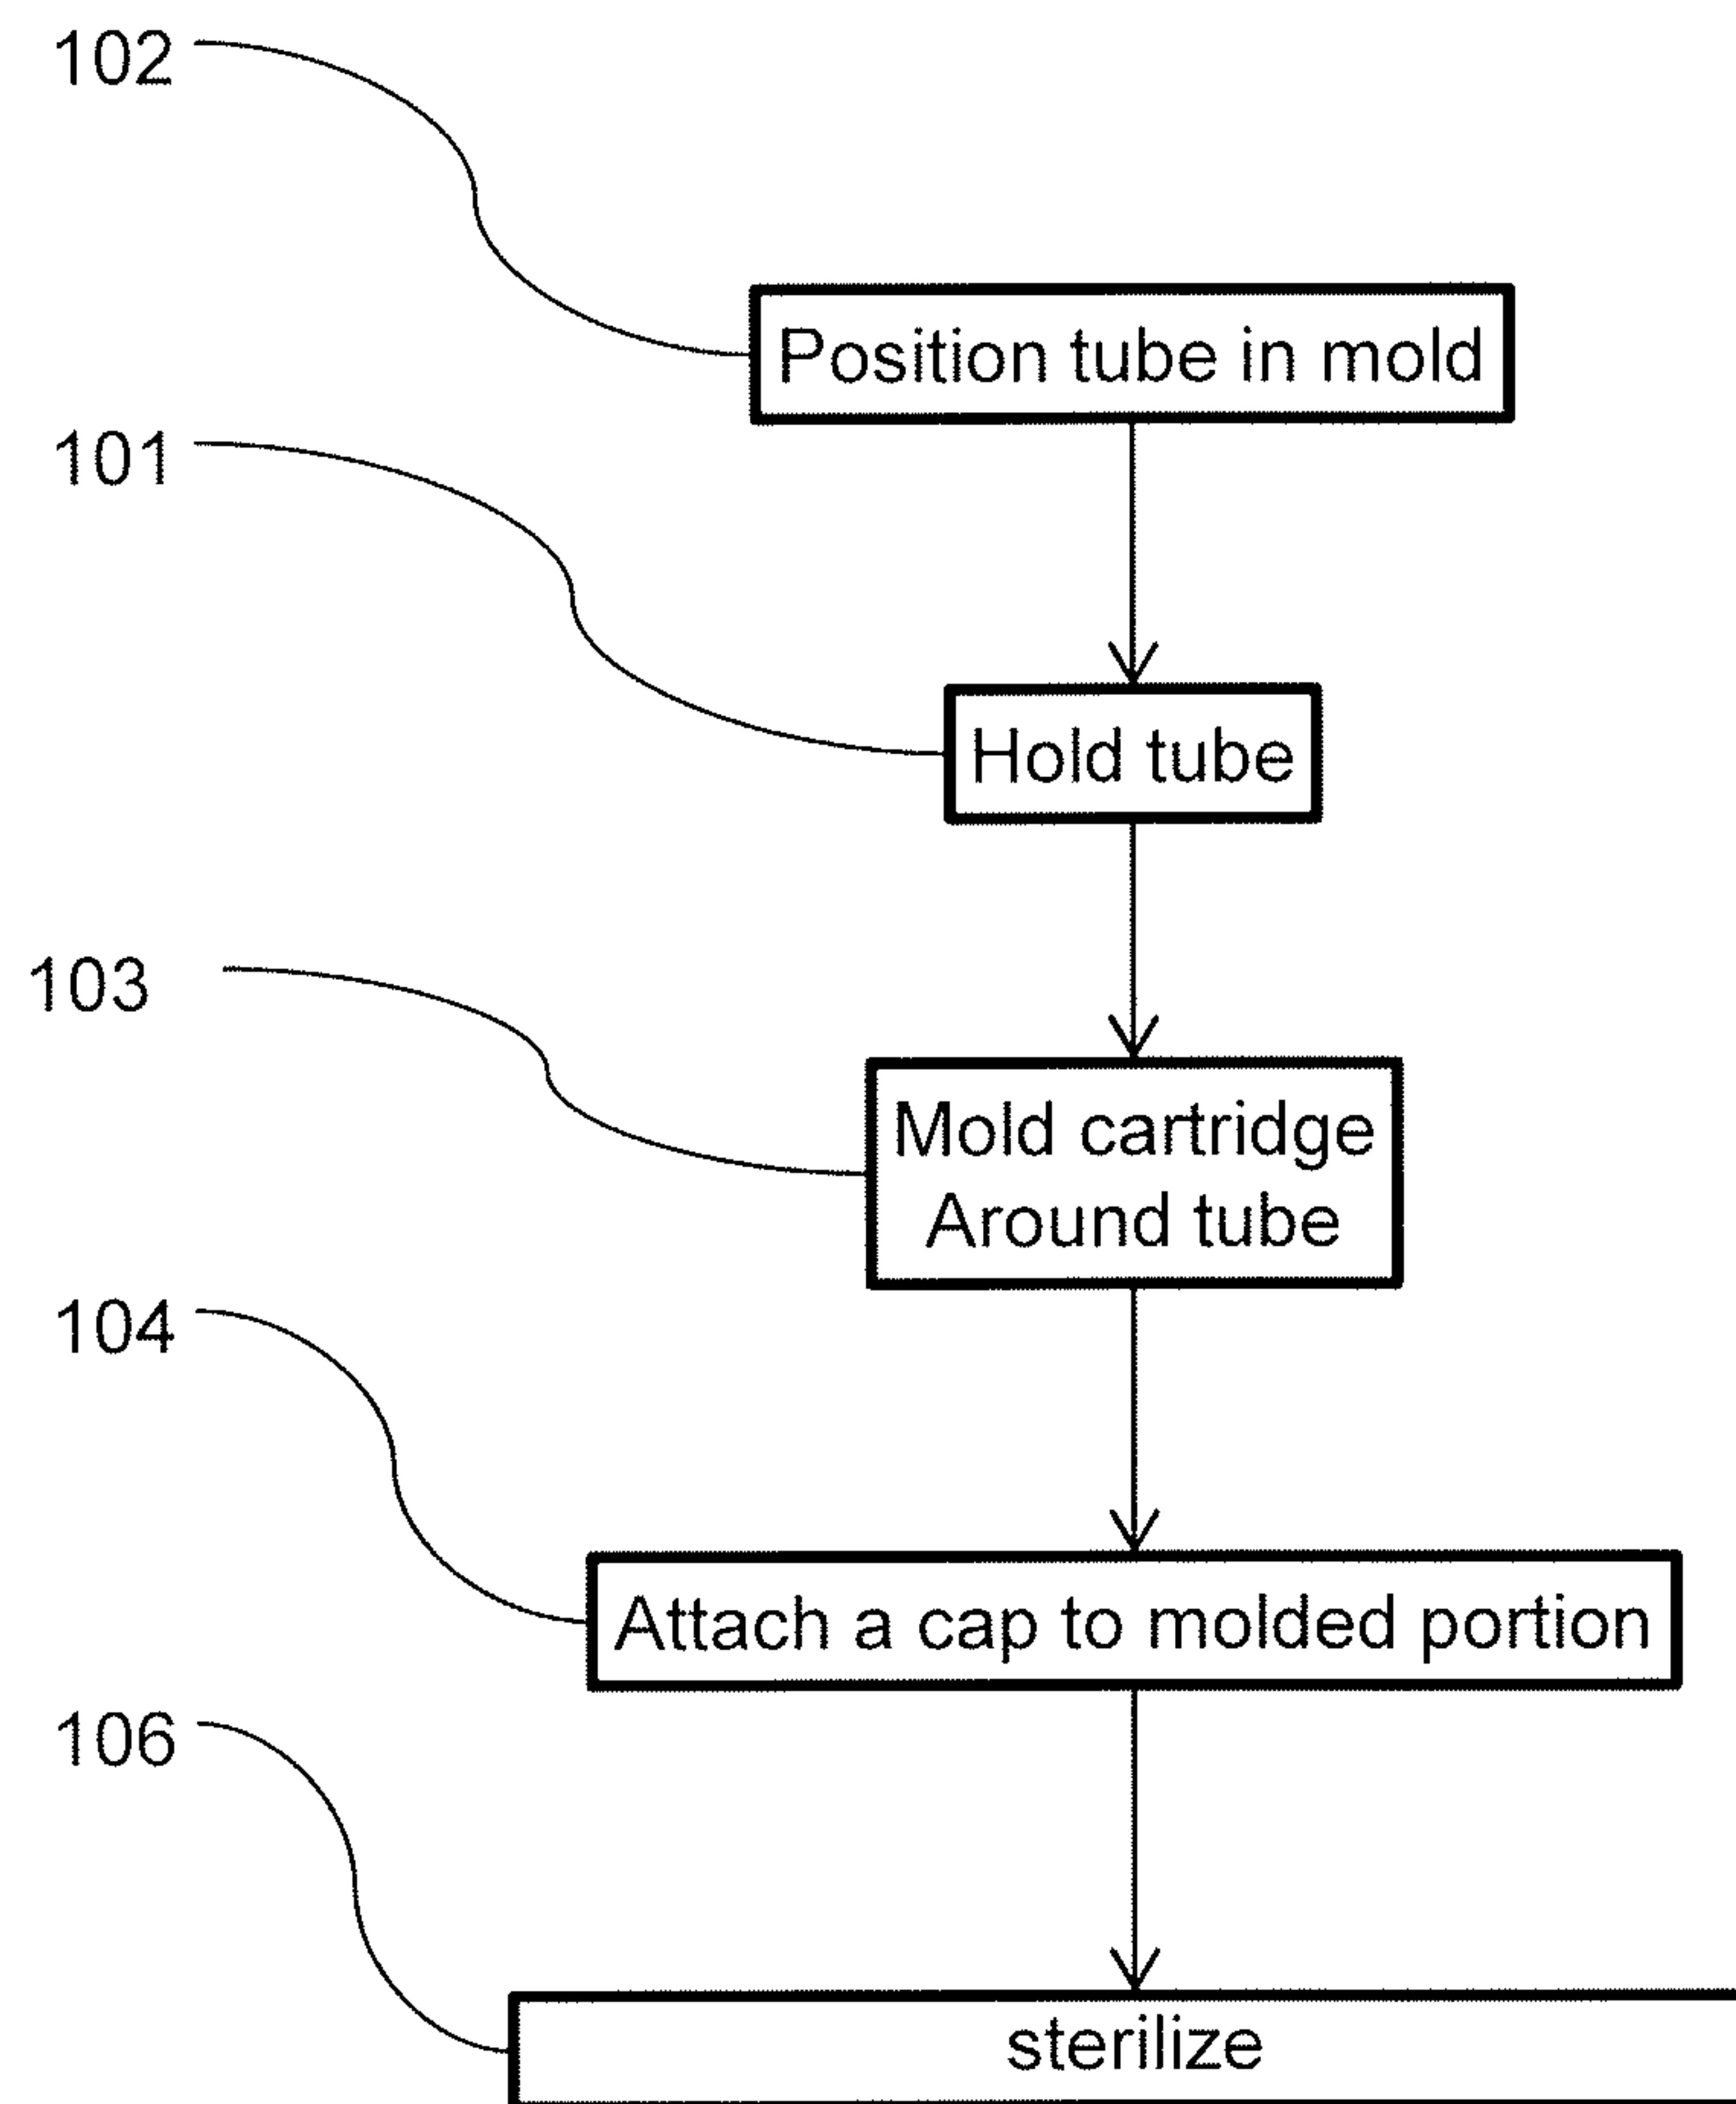 102
Position tube in mold
101
Hold tube
103
Mold cartridge
Around tube
104
Attach a cap to molded portion
106
sterilize